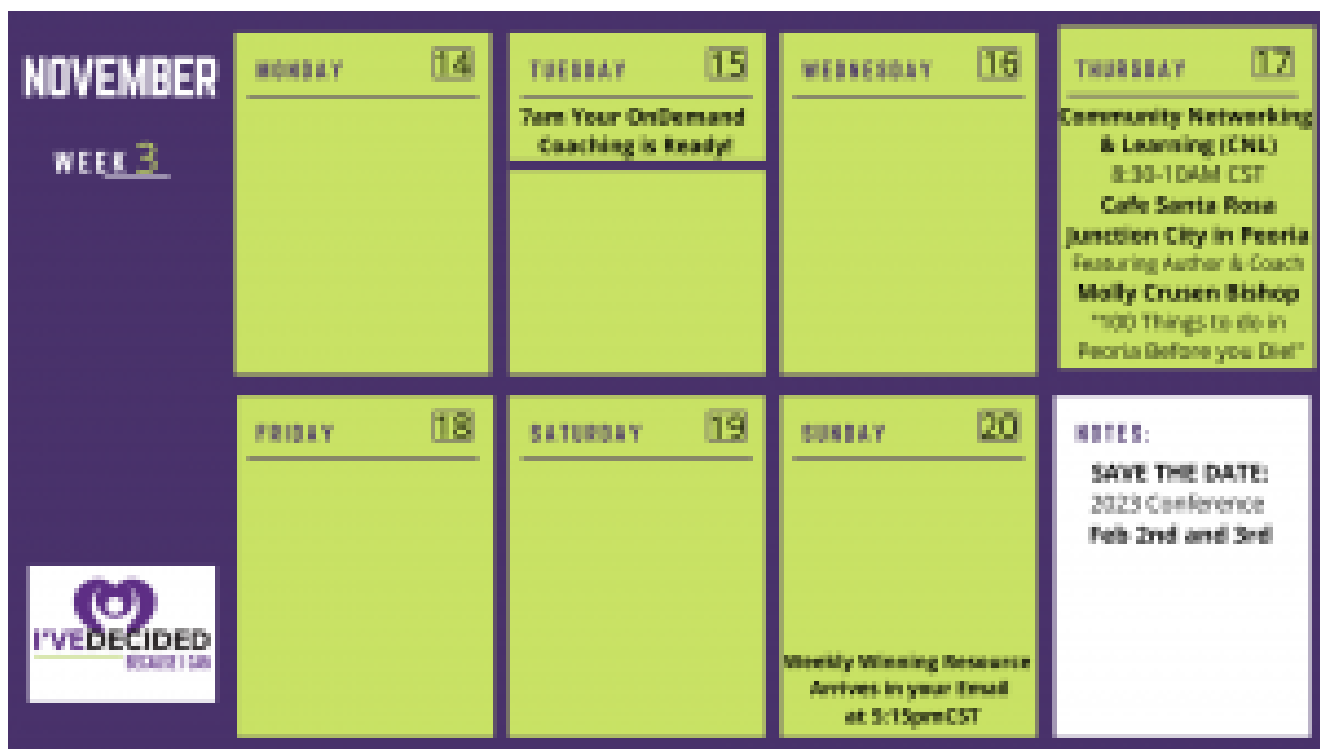 NOVEMBER
WEEK 3
MONDAY 14
TUESDAY 15
7am Your OnDemand
Coaching is Ready!
WEDNESDAY 16
THURSDAY 17
Community Networking
& Learning (CNL)
8:30-10AM CST
Cafe Santa Rosa
Junction City in Peoria
Featuring Author & Coach
Molly Crusen Bishop
"100 Things to do in
Peoria Before you Die!"
FRIDAY 18
SATURDAY 19
SUNDAY 20
Weekly Winning Resource
Arrives in your Email
at 5:15pmCST
NOTES:
SAVE THE DATE:
2023 Conference
Feb 2nd and 3rd
I'VEDECIDED
BECAUSE I CAN